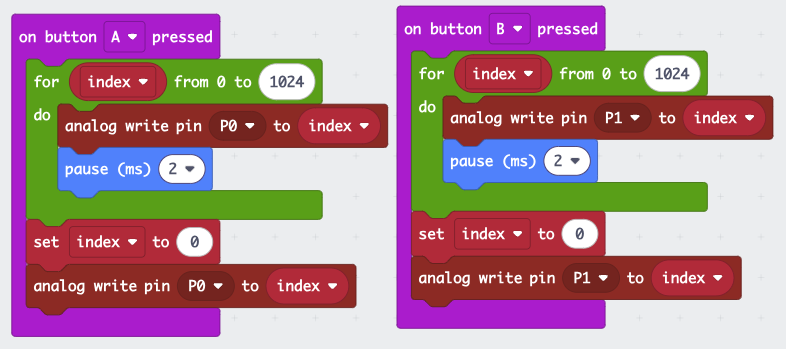 on button A pressed
for index from 0 to 1024
do
analog write pin P0 to index
pause (ms) 2
set index to 0
analog write pin P0 to index
on button B pressed
for index from 0 to 1024
do
analog write pin P1 to index
pause (ms) 2
set index to 0
analog write pin P1 to index